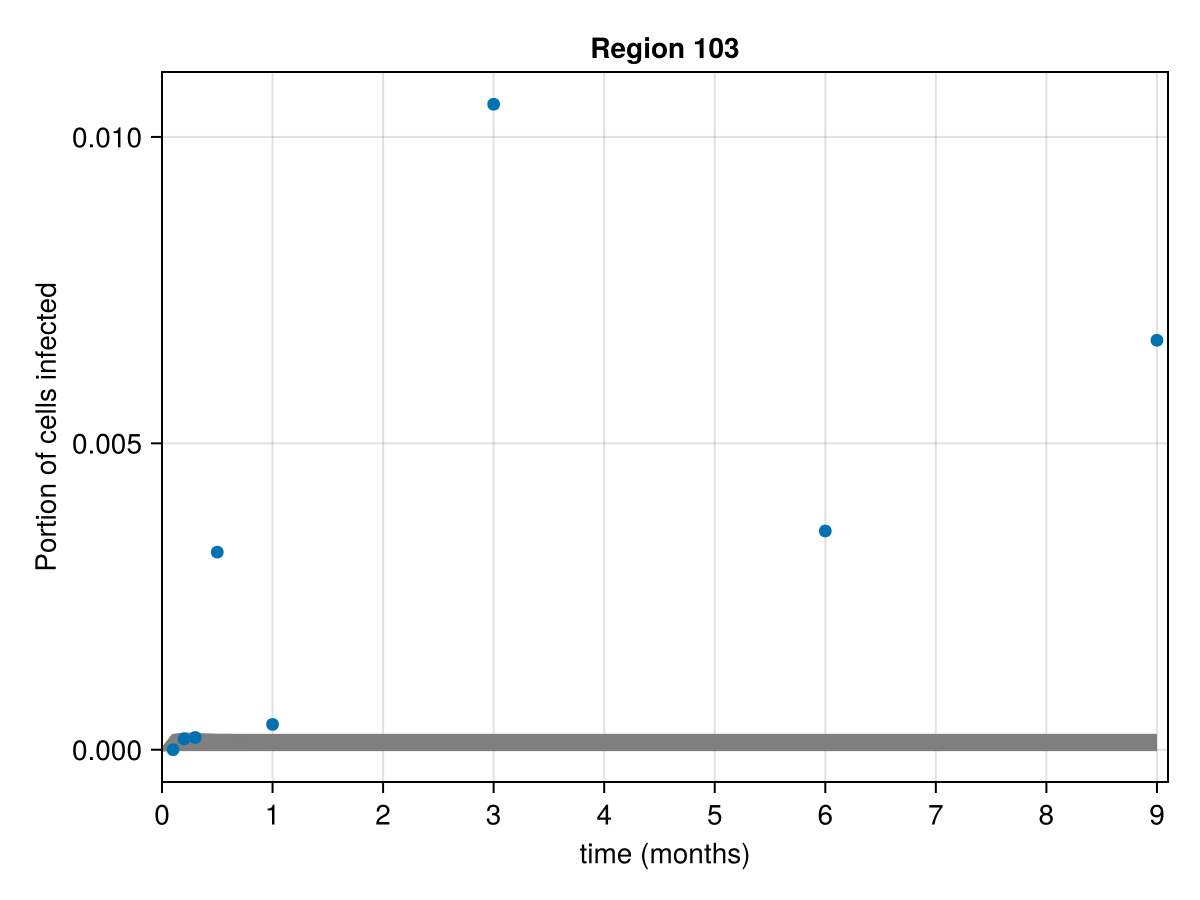 Region 103
Portion of cells infected
0.010
0.005
0.000
0 1 2 3 4 5 6 7 8 9
time (months)